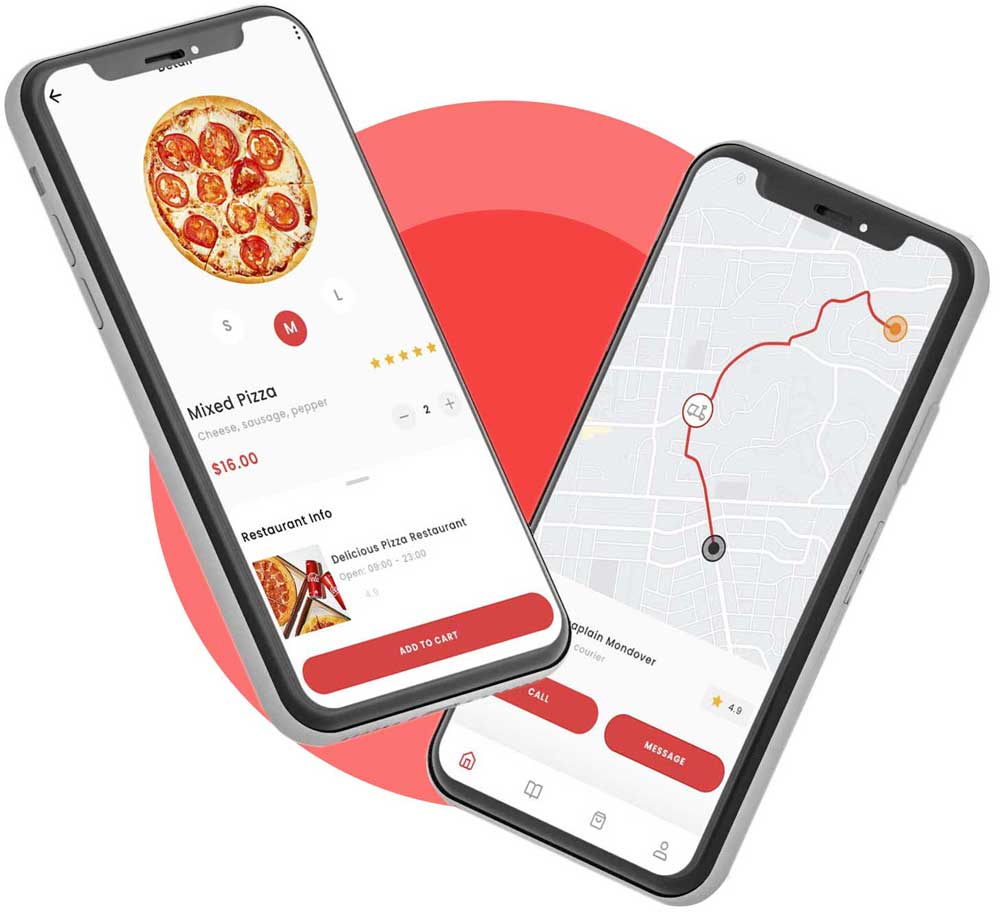 Detail
S
M
L
Mixed Pizza
Cheese, sausage, pepper
$16.00
2
Restaurant Info
Delicious Pizza Restaurant
Open: 09:00 - 23:00
4.9
Cola
ADD TO CART
aplain Mondover
courier
4.9
CALL
MESSAGE